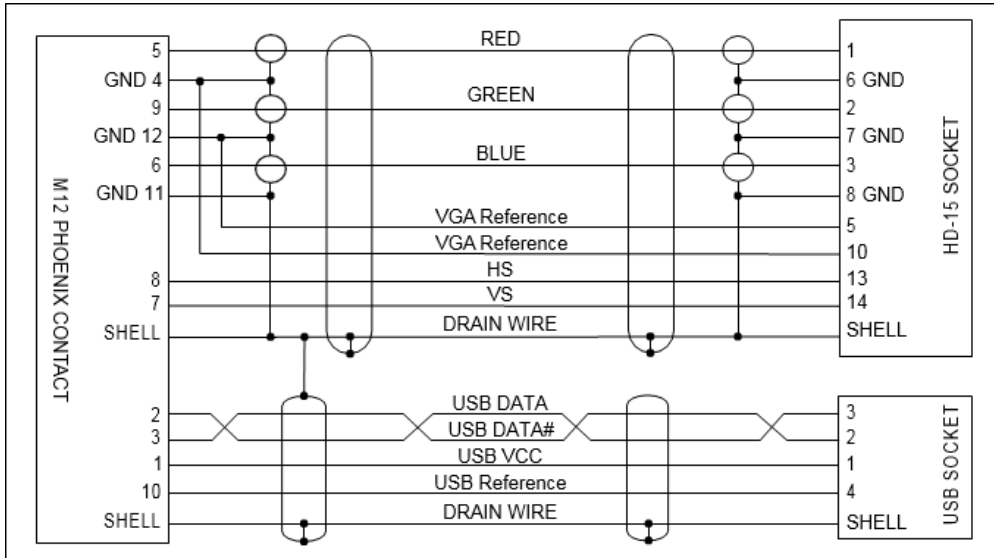 RED
5
1
GND 4
6 GND
GREEN
9
2
GND 12
7 GND
BLUE
6
3
GND 11
8 GND
VGA Reference
5
VGA Reference
10
HS
8
13
VS
7
14
DRAIN WIRE
SHELL
SHELL
M12 PHOENIX CONTACT
HD-15 SOCKET
USB DATA
2
3
USB DATA#
3
2
USB VCC
1
1
USB Reference
10
4
DRAIN WIRE
SHELL
SHELL
USB SOCKET